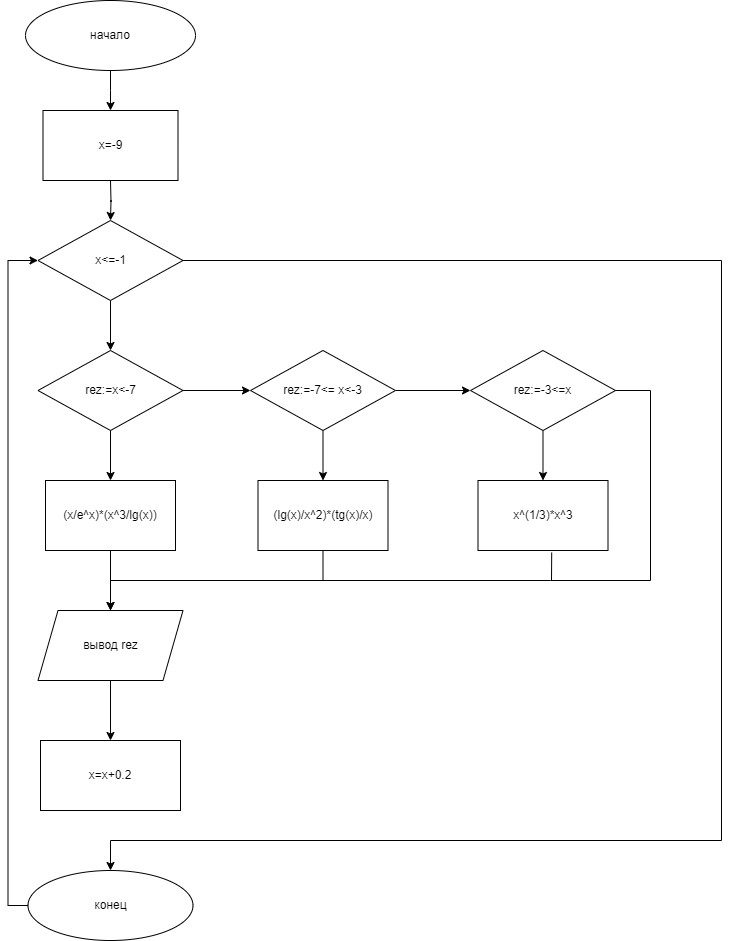 начало
x=-9
x<=-1
rez:=x<-7
rez:=-7<= x<-3
rez:=-3<=x
(x/e^x)*(x^3/lg(x))
(lg(x)/x^2)*(tg(x)/x)
x^(1/3)*x^3
вывод rez
x=x+0.2
конец